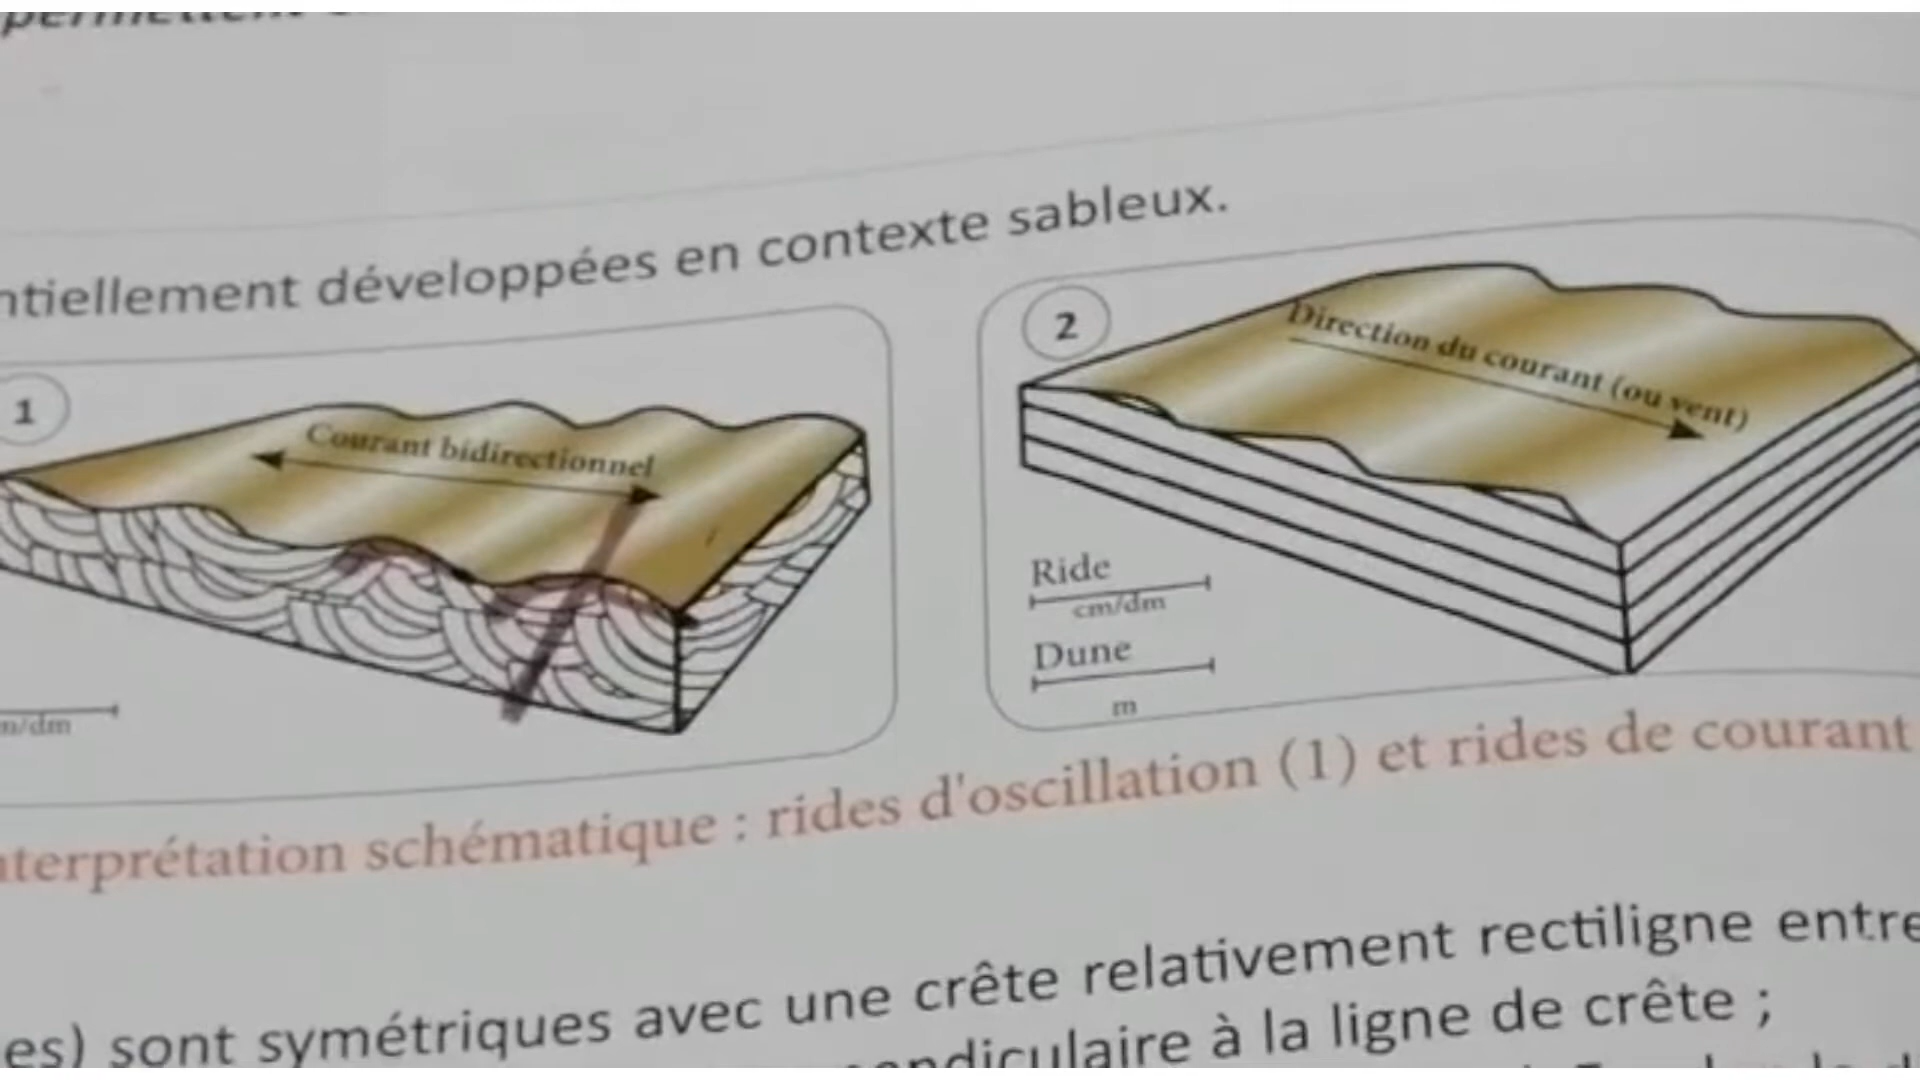 ntiellement développées en contexte sableux.
1
Courant bidirectionnel
m/dm
2
Direction du courant (ou vent)
Ride
cm/dm
Dune
m
nterprétation schématique : rides d'oscillation (1) et rides de courant
es) sont symétriques avec une crête relativement rectiligne entre
endiculaire à la ligne de crête ;